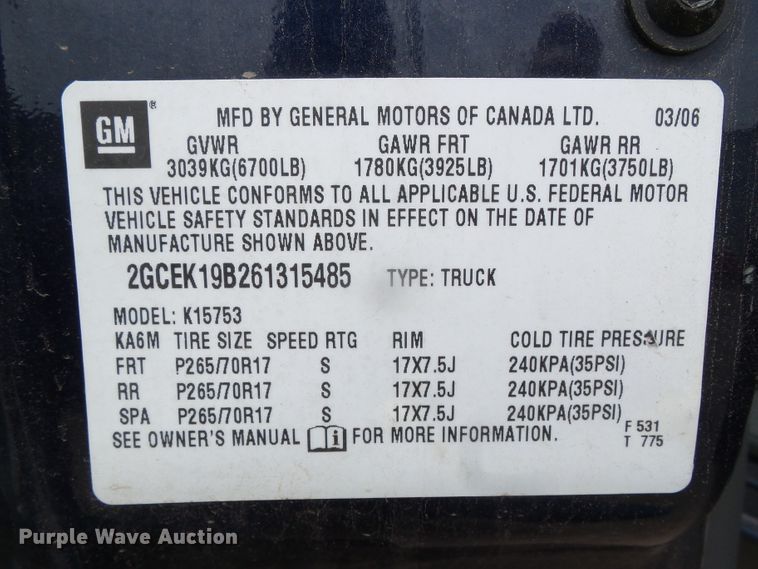 GM ®
MFD BY GENERAL MOTORS OF CANADA LTD. 03/06
GVWR GAWR FRT GAWR RR
3039KG(6700LB) 1780KG(3925LB) 1701KG(3750LB)
THIS VEHICLE CONFORMS TO ALL APPLICABLE U.S. FEDERAL MOTOR
VEHICLE SAFETY STANDARDS IN EFFECT ON THE DATE OF
MANUFACTURE SHOWN ABOVE.
2GCEK19B261315485 TYPE: TRUCK
MODEL: K15753
KA6M TIRE SIZE SPEED RTG RIM COLD TIRE PRESSURE
FRT P265/70R17 S 17X7.5J 240KPA(35PSI)
RR P265/70R17 S 17X7.5J 240KPA(35PSI)
SPA P265/70R17 S 17X7.5J 240KPA(35PSI)
SEE OWNER'S MANUAL i FOR MORE INFORMATION. F 531
T 775
Purple Wave Auction